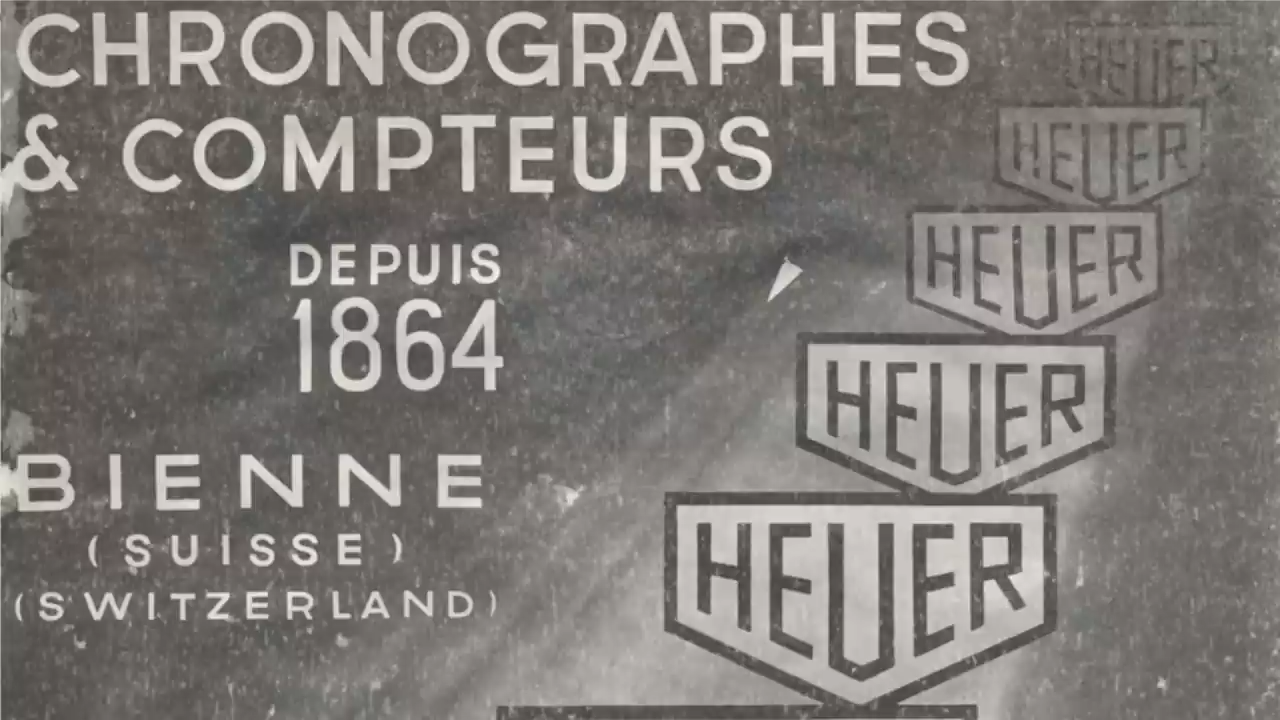 CHRONOGRAPHES
& COMPTEURS
DEPUIS
1864
BIENNE
(SUISSE)
(SWITZERLAND)
HEUER
HEUER
HEUER
HEUER
HEUER